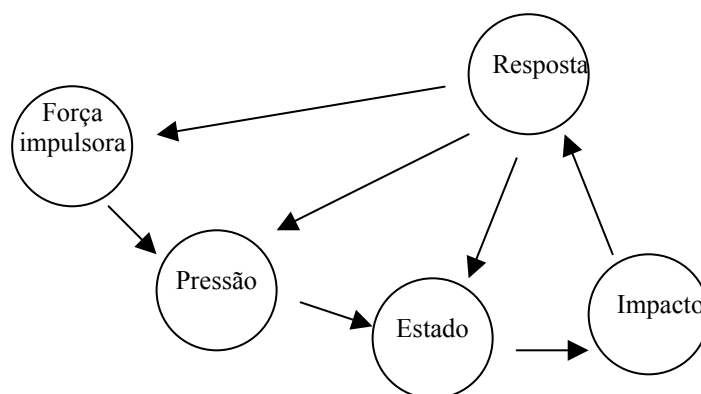 Resposta
Força
impulsora
Pressão
Estado
Impacto